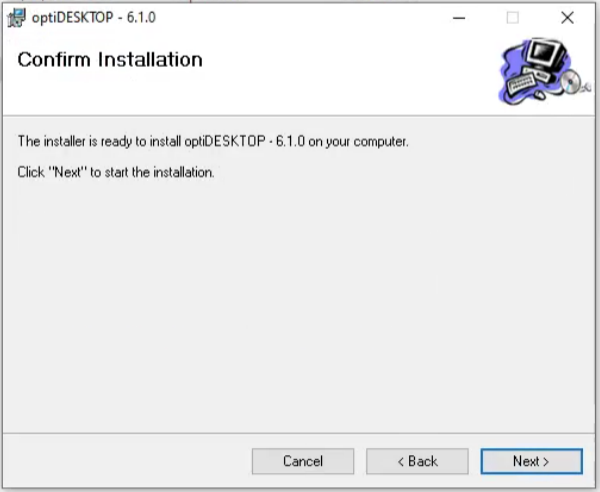 optiDESKTOP - 6.1.0
Confirm Installation
The installer is ready to install optiDESKTOP - 6.1.0 on your computer.
Click "Next" to start the installation.
Cancel
< Back
Next >